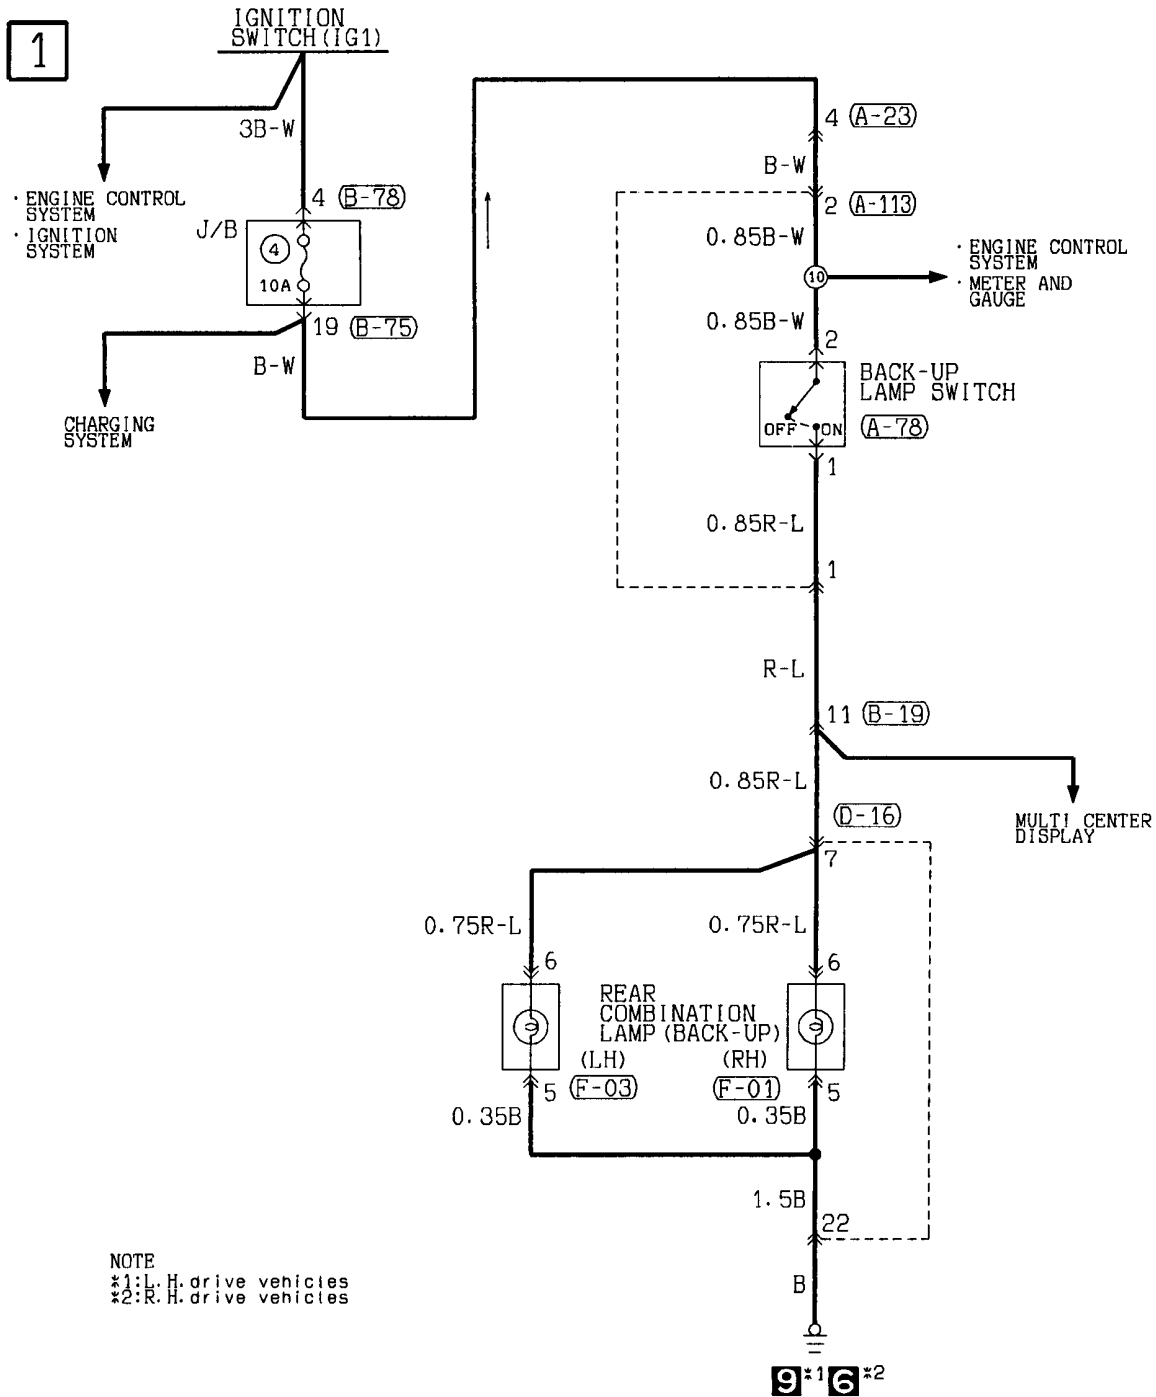 1
IGNITION
SWITCH(IG1)
3B-W
· ENGINE CONTROL
SYSTEM
· IGNITION
SYSTEM
4 (B-78)
J/B
4
10A
19 (B-75)
B-W
CHARGING
SYSTEM
4 (A-23)
B-W
2 (A-113)
0.85B-W
10
· ENGINE CONTROL
SYSTEM
· METER AND
GAUGE
0.85B-W
2
BACK-UP
LAMP SWITCH
OFF ON
(A-78)
1
0.85R-L
1
R-L
11 (B-19)
0.85R-L
MULTI CENTER
DISPLAY
(D-16)
7
0.75R-L
0.75R-L
6
6
REAR
COMBINATION
LAMP(BACK-UP)
(LH)
(RH)
5 (F-03)
(F-01) 5
0.35B
0.35B
1.5B
22
B
NOTE
*1:L.H.drive vehicles
*2:R.H.drive vehicles
9*1 6*2